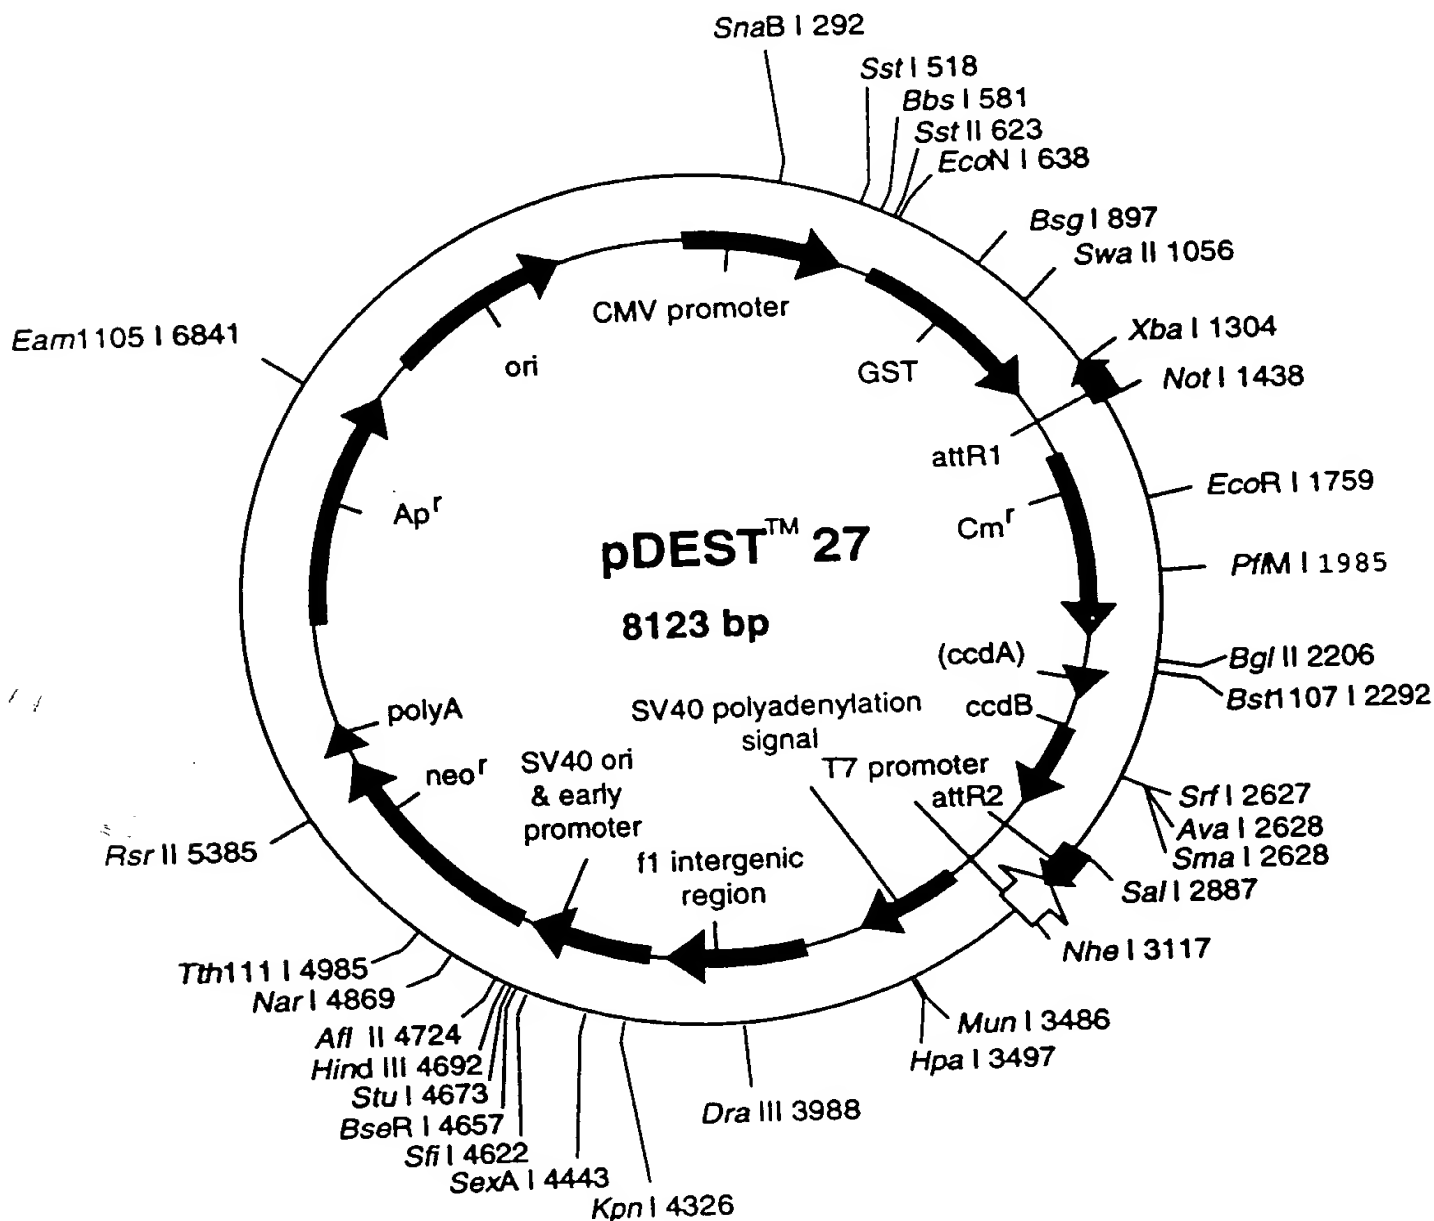 SnaB I 292
Sst I 518
Bbs I 581
Sst II 623
EcoN I 638
Bsg I 897
Swa II 1056
Xba I 1304
Not I 1438
EcoR I 1759
PflM I 1985
Bgl II 2206
Bst1107 I 2292
Srf I 2627
Ava I 2628
Sma I 2628
Sal I 2887
Nhe I 3117
Mun I 3486
Hpa I 3497
Dra III 3988
Kpn I 4326
SexA I 4443
Sfi I 4622
BseR I 4657
Stu I 4673
Hind III 4692
Afl II 4724
Nar I 4869
Tth111 I 4985
Rsr II 5385
Eam1105 I 6841
CMV promoter
GST
attR1
Cmr
(ccdA)
ccdB
T7 promoter
attR2
SV40 polyadenylation
signal
f1 intergenic
region
SV40 ori
& early
promoter
neor
polyA
Apr
ori
pDEST™ 27
8123 bp